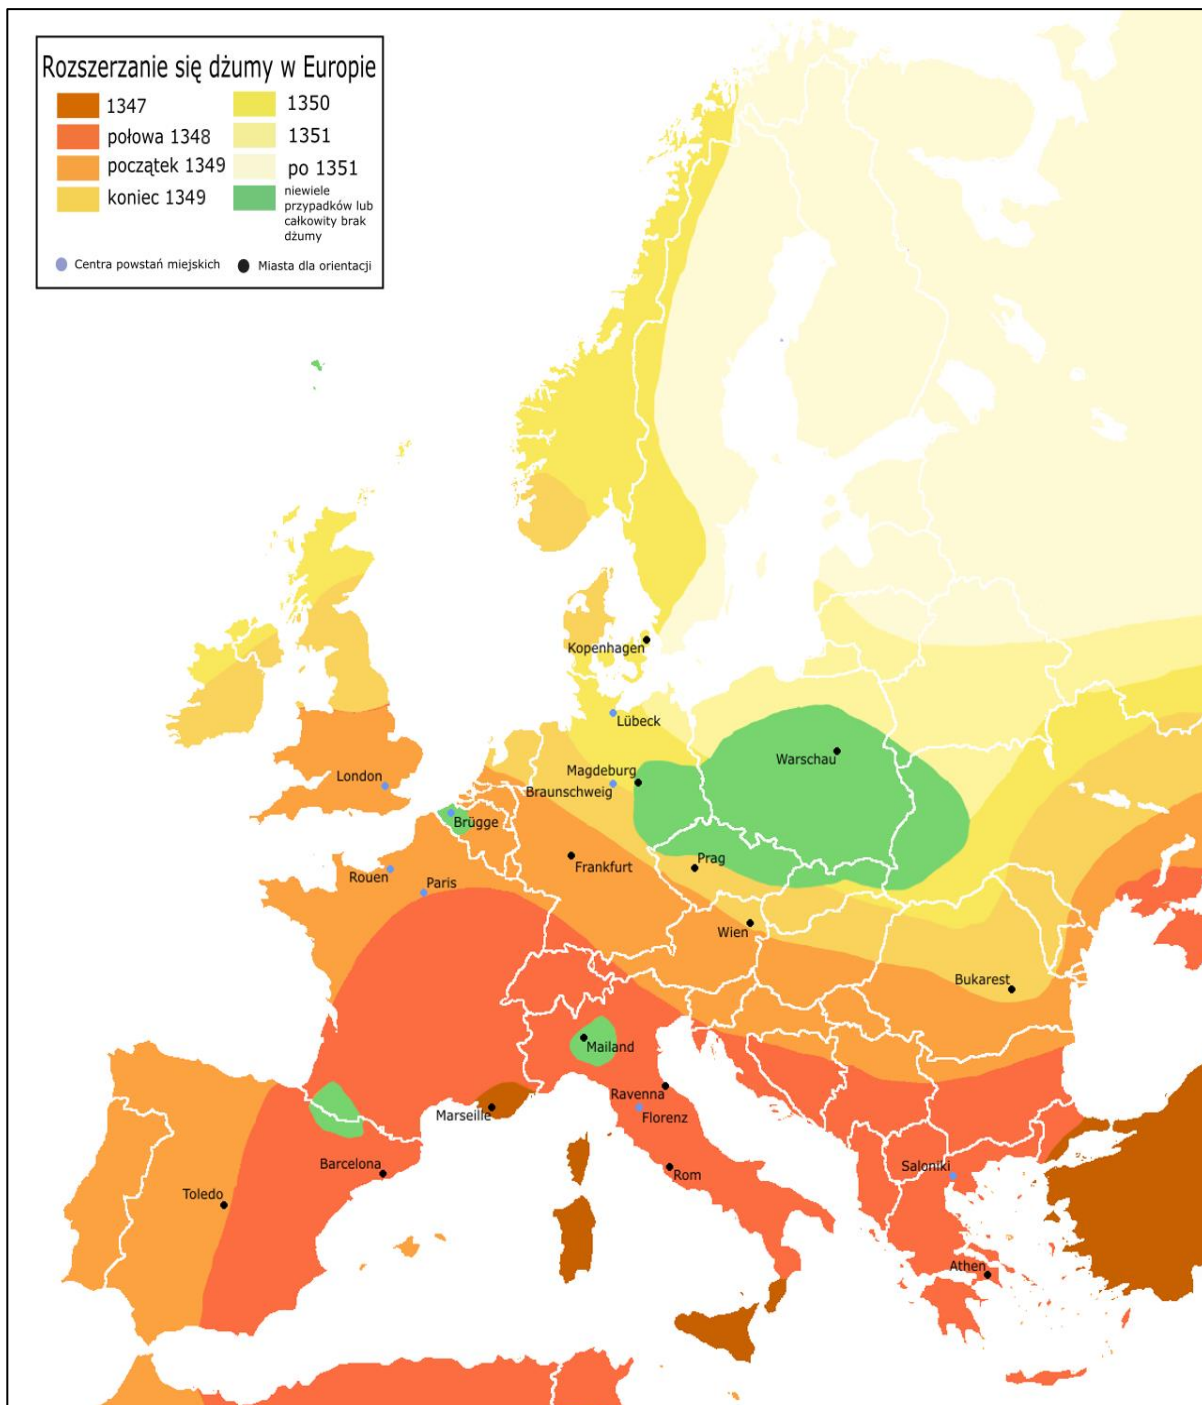 Rozszerzanie się dżumy w Europie
1347
połowa 1348
początek 1349
koniec 1349
1350
1351
po 1351
niewiele
przypadków lub
całkowity brak
dżumy
Centra powstań miejskich
Miasta dla orientacji
Kopenhagen
Lübeck
Warschau
Magdeburg
Braunschweig
London
Brügge
Prag
Frankfurt
Rouen
Paris
Wien
Bukarest
Mailand
Ravenna
Marseille
Florenz
Barcelona
Rom
Saloniki
Toledo
Athen